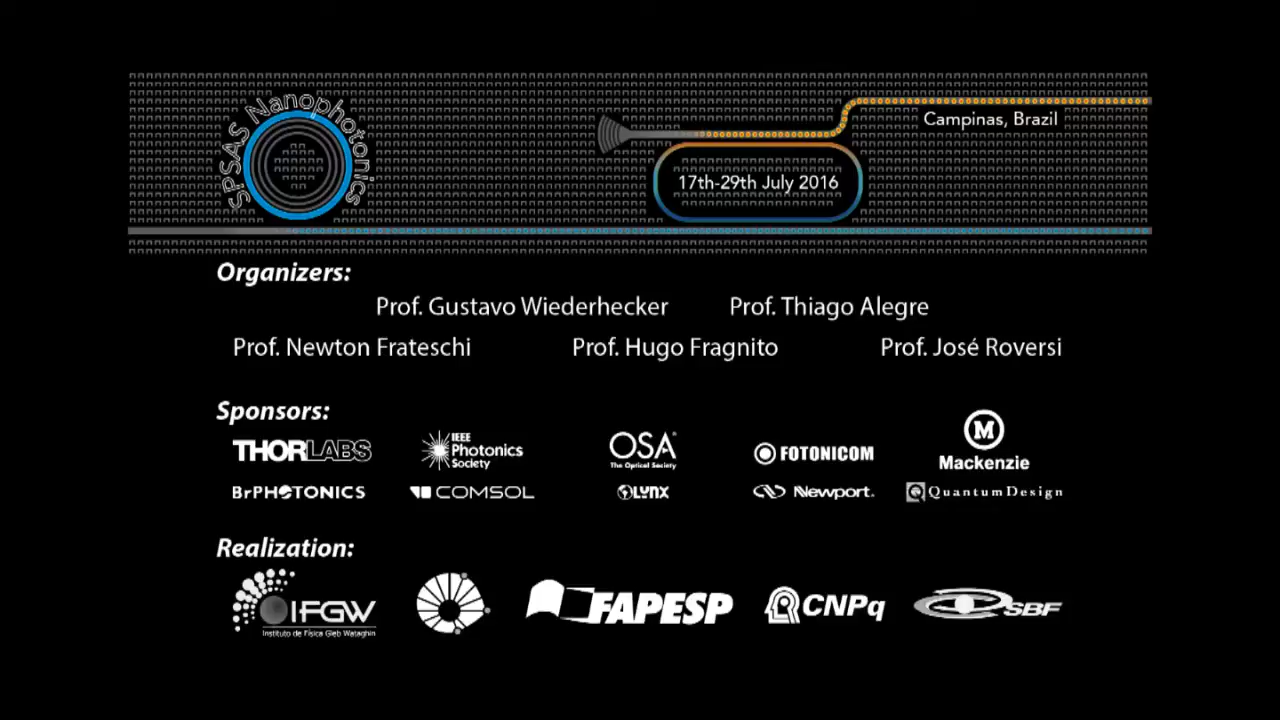 SPSAS Nanophotonics
Campinas, Brazil
17th-29th July 2016
Organizers:
Prof. Gustavo Wiederhecker Prof. Thiago Alegre
Prof. Newton Frateschi Prof. Hugo Fragnito Prof. José Roversi
Sponsors:
THORLABS IEEE Photonics Society OSA The Optical Society FOTONICOM M Mackenzie
BrPHOTONICS COMSOL LYNX Newport. QuantumDesign
Realization:
IFGW FAPESP CNPq SBF
Instituto de Física Gleb Wataghin